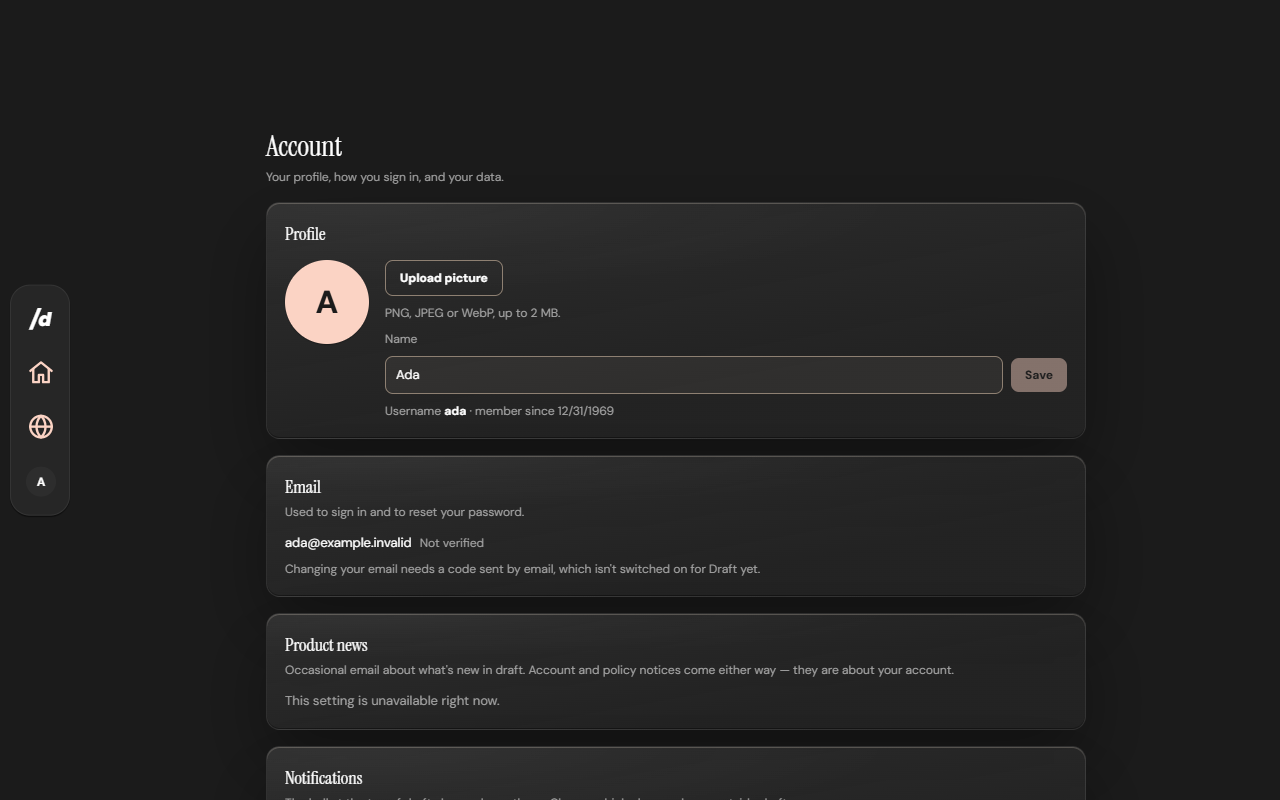 Account
Your profile, how you sign in, and your data.
Profile
A
Upload picture
PNG, JPEG or WebP, up to 2 MB.
Name
Ada
Save
Username ada · member since 12/31/1969
/d
A
Email
Used to sign in and to reset your password.
ada@example.invalid Not verified
Changing your email needs a code sent by email, which isn't switched on for Draft yet.
Product news
Occasional email about what's new in draft. Account and policy notices come either way — they are about your account.
This setting is unavailable right now.
Notifications